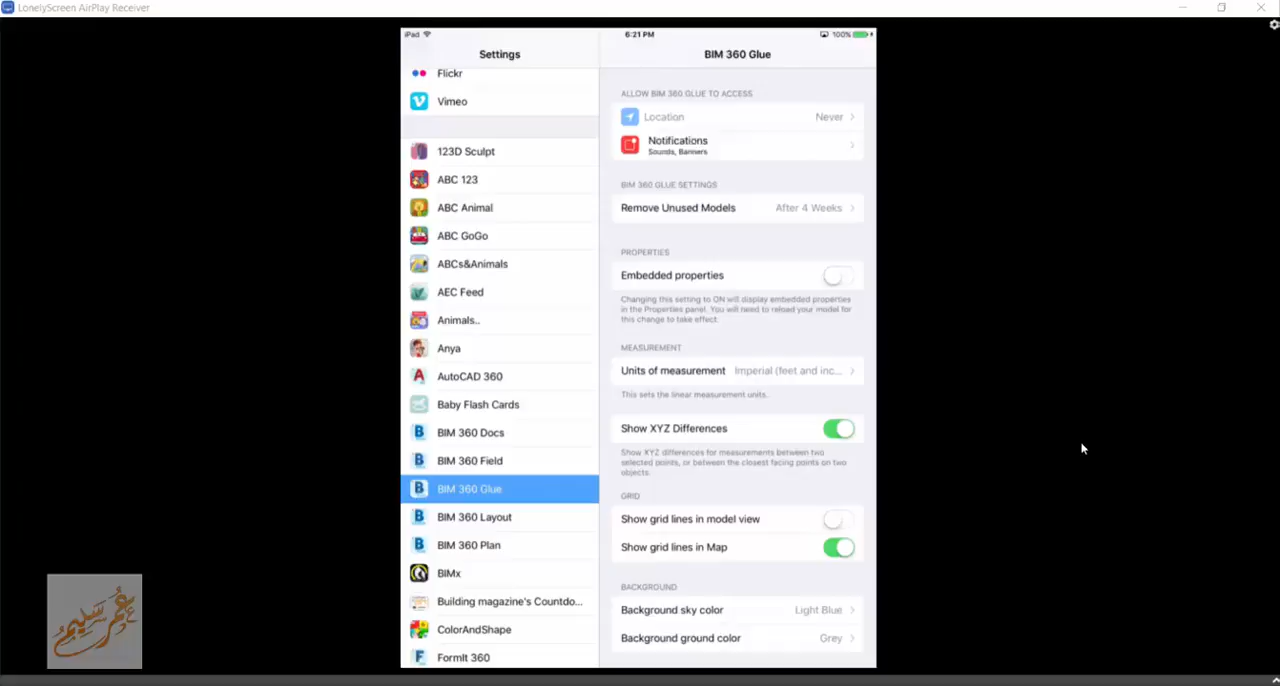 LonelyScreen AirPlay Receiver
iPad
6:21 PM
100%
Settings
BIM 360 Glue
Flickr
Vimeo
123D Sculpt
ABC 123
ABC Animal
ABC GoGo
ABCs&Animals
AEC Feed
Animals..
Anya
AutoCAD 360
Baby Flash Cards
BIM 360 Docs
BIM 360 Field
BIM 360 Glue
BIM 360 Layout
BIM 360 Plan
BIMx
Building magazine's Countdo...
ColorAndShape
FormIt 360
ALLOW BIM 360 GLUE TO ACCESS
Location Never
Notifications
Sounds, Banners
BIM 360 GLUE SETTINGS
Remove Unused Models After 4 Weeks
PROPERTIES
Embedded properties
Changing this setting to ON will display embedded properties
in the Properties panel. You will need to reload your model for
this change to take effect.
MEASUREMENT
Units of measurement Imperial (feet and inc...
This sets the linear measurement units.
Show XYZ Differences
Show XYZ differences for measurements between two
selected points, or between the closest facing points on two
objects.
GRID
Show grid lines in model view
Show grid lines in Map
BACKGROUND
Background sky color Light Blue
Background ground color Grey
عمر سليم